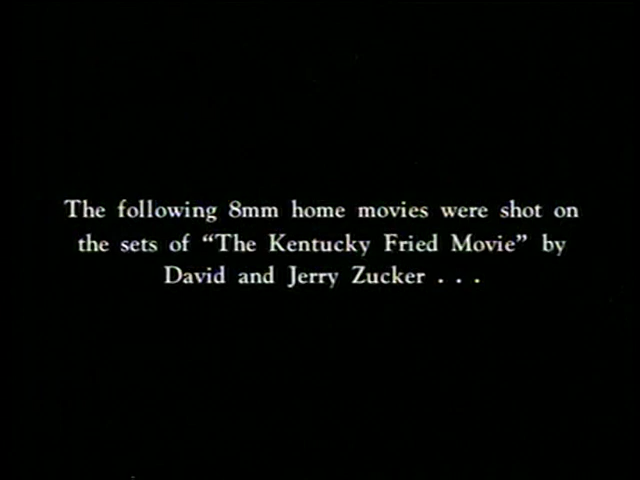 The following 8mm home movies were shot on
the sets of “The Kentucky Fried Movie” by
David and Jerry Zucker . . .